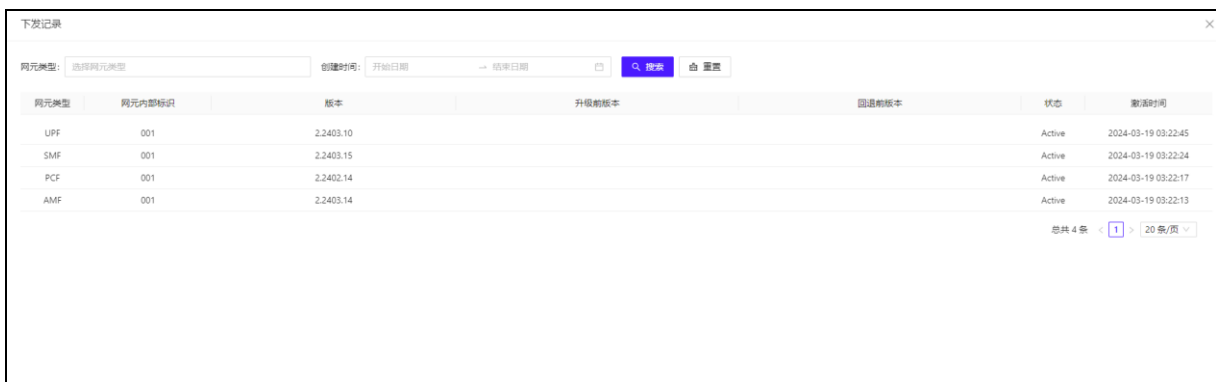 下发记录
网元类型: 选择网元类型 创建时间: 开始日期 → 结束日期 搜索 重置
网元类型 网元内部标识 版本 升级前版本 回退前版本 状态 激活时间
UPF 001 2.2403.10 Active 2024-03-19 03:22:45
SMF 001 2.2403.15 Active 2024-03-19 03:22:24
PCF 001 2.2402.14 Active 2024-03-19 03:22:17
AMF 001 2.2403.14 Active 2024-03-19 03:22:13
总共 4 条 < 1 > 20 条/页